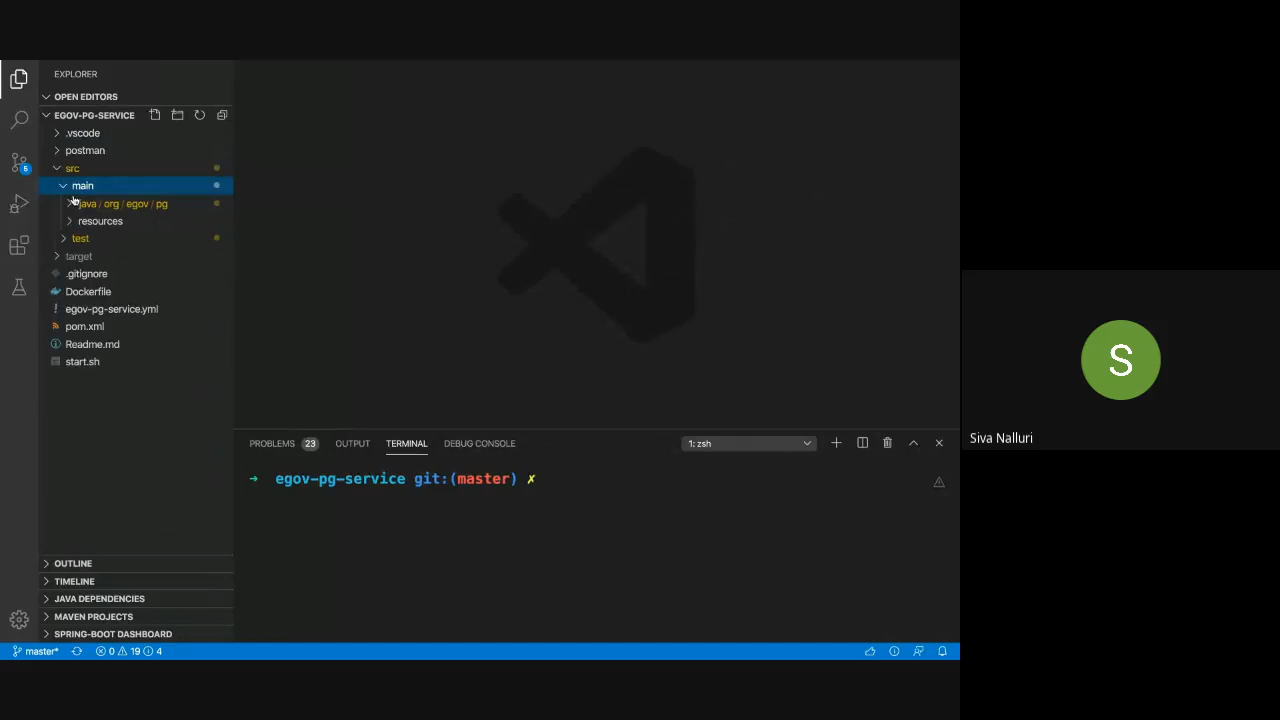 EXPLORER
OPEN EDITORS
EGOV-PG-SERVICE
.vscode
postman
src
main
java / org / egov / pg
resources
test
target
.gitignore
Dockerfile
egov-pg-service.yml
pom.xml
Readme.md
start.sh
OUTLINE
TIMELINE
JAVA DEPENDENCIES
MAVEN PROJECTS
SPRING-BOOT DASHBOARD
5
PROBLEMS 23 OUTPUT TERMINAL DEBUG CONSOLE 1: zsh
→ egov-pg-service git:(master) ✗
master* 0 19 4
S
Siva Nalluri